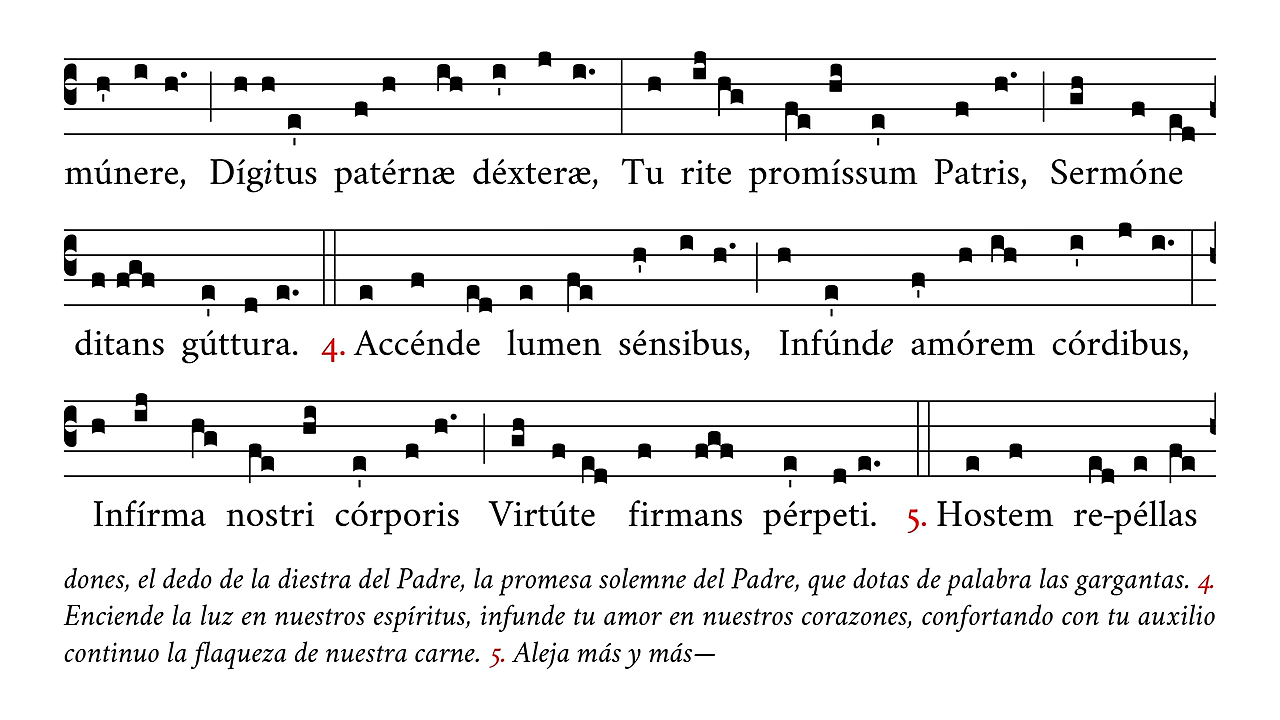 múnere, Dígitus patérnæ déxteræ, Tu rite promíssum Patris, Sermóne
ditans gúttura. 4. Accénde lumen sénsibus, Infúnde amórem córdibus,
Infírma nostri córporis Virtúte firmans pérpeti. 5. Hostem re-péllas
dones, el dedo de la diestra del Padre, la promesa solemne del Padre, que dotas de palabra las gargantas. 4.
Enciende la luz en nuestros espíritus, infunde tu amor en nuestros corazones, confortando con tu auxilio
continuo la flaqueza de nuestra carne. 5. Aleja más y más—